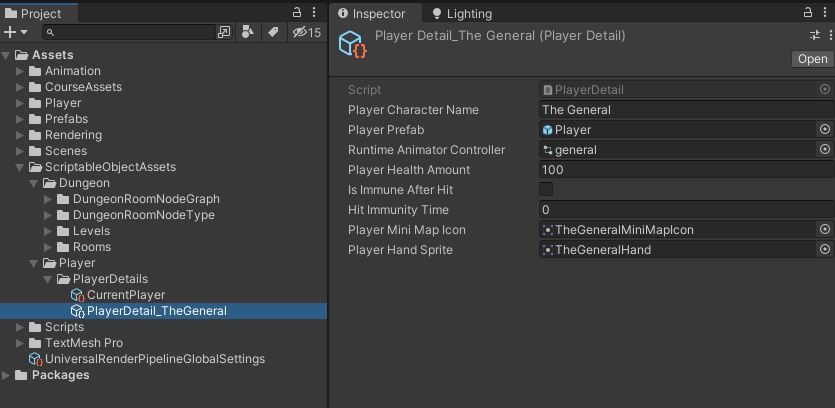 Project
15
Assets
Animation
CourseAssets
Player
Prefabs
Rendering
Scenes
ScriptableObjectAssets
Dungeon
DungeonRoomNodeGraph
DungeonRoomNodeType
Levels
Rooms
Player
PlayerDetails
CurrentPlayer
PlayerDetail_TheGeneral
Scripts
TextMesh Pro
UniversalRenderPipelineGlobalSettings
Packages
Inspector Lighting
Player Detail_The General (Player Detail)
Open
Script PlayerDetail
Player Character Name The General
Player Prefab Player
Runtime Animator Controller general
Player Health Amount 100
Is Immune After Hit
Hit Immunity Time 0
Player Mini Map Icon TheGeneralMiniMapIcon
Player Hand Sprite TheGeneralHand